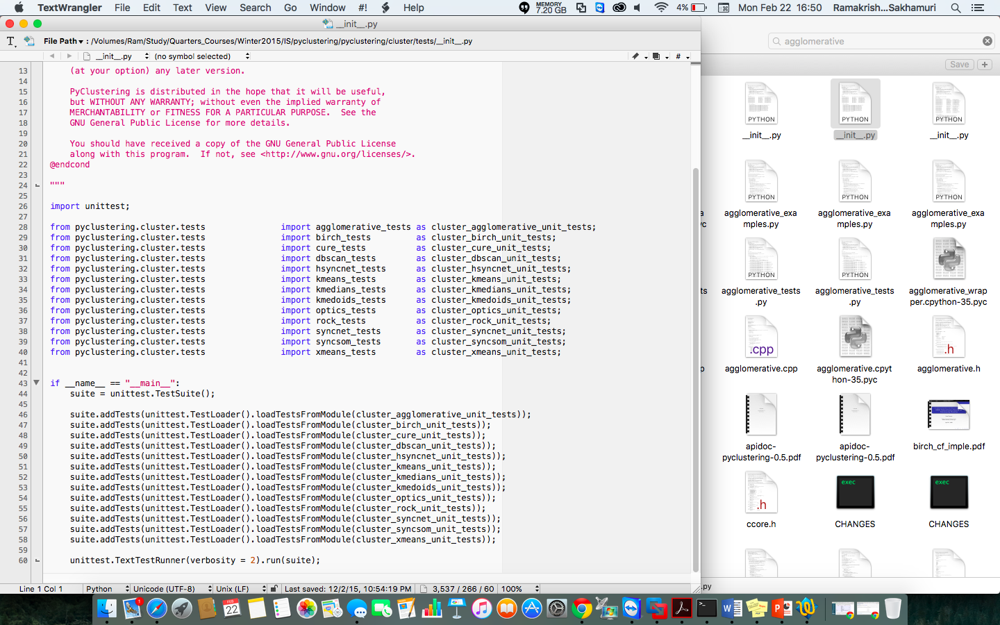 TextWrangler File Edit Text View Search Go Window #! Help MEMORY 7.20 GB 4% Mon Feb 22 16:50 Ramakrish...Sakhamuri
__init__.py
File Path ▾ : /Volumes/Ram/Study/Quarters_Courses/Winter2015/IS/pyclustering/pyclustering/cluster/tests/__init__.py
__init__.py (no symbol selected) #
13 (at your option) any later version.
14
15 PyClustering is distributed in the hope that it will be useful,
16 but WITHOUT ANY WARRANTY; without even the implied warranty of
17 MERCHANTABILITY or FITNESS FOR A PARTICULAR PURPOSE.  See the
18 GNU General Public License for more details.
19
20 You should have received a copy of the GNU General Public License
21 along with this program.  If not, see <http://www.gnu.org/licenses/>.
22 @endcond
23
24 """
25
26 import unittest;
27
28 from pyclustering.cluster.tests import agglomerative_tests as cluster_agglomerative_unit_tests;
29 from pyclustering.cluster.tests import birch_tests as cluster_birch_unit_tests;
30 from pyclustering.cluster.tests import cure_tests as cluster_cure_unit_tests;
31 from pyclustering.cluster.tests import dbscan_tests as cluster_dbscan_unit_tests;
32 from pyclustering.cluster.tests import hsyncnet_tests as cluster_hsyncnet_unit_tests;
33 from pyclustering.cluster.tests import kmeans_tests as cluster_kmeans_unit_tests;
34 from pyclustering.cluster.tests import kmedians_tests as cluster_kmedians_unit_tests;
35 from pyclustering.cluster.tests import kmedoids_tests as cluster_kmedoids_unit_tests;
36 from pyclustering.cluster.tests import optics_tests as cluster_optics_unit_tests;
37 from pyclustering.cluster.tests import rock_tests as cluster_rock_unit_tests;
38 from pyclustering.cluster.tests import syncnet_tests as cluster_syncnet_unit_tests;
39 from pyclustering.cluster.tests import syncsom_tests as cluster_syncsom_unit_tests;
40 from pyclustering.cluster.tests import xmeans_tests as cluster_xmeans_unit_tests;
41
42
43 if __name__ == "__main__":
44 suite = unittest.TestSuite();
45
46 suite.addTests(unittest.TestLoader().loadTestsFromModule(cluster_agglomerative_unit_tests));
47 suite.addTests(unittest.TestLoader().loadTestsFromModule(cluster_birch_unit_tests));
48 suite.addTests(unittest.TestLoader().loadTestsFromModule(cluster_cure_unit_tests));
49 suite.addTests(unittest.TestLoader().loadTestsFromModule(cluster_dbscan_unit_tests));
50 suite.addTests(unittest.TestLoader().loadTestsFromModule(cluster_hsyncnet_unit_tests));
51 suite.addTests(unittest.TestLoader().loadTestsFromModule(cluster_kmeans_unit_tests));
52 suite.addTests(unittest.TestLoader().loadTestsFromModule(cluster_kmedians_unit_tests));
53 suite.addTests(unittest.TestLoader().loadTestsFromModule(cluster_kmedoids_unit_tests));
54 suite.addTests(unittest.TestLoader().loadTestsFromModule(cluster_optics_unit_tests));
55 suite.addTests(unittest.TestLoader().loadTestsFromModule(cluster_rock_unit_tests));
56 suite.addTests(unittest.TestLoader().loadTestsFromModule(cluster_syncnet_unit_tests));
57 suite.addTests(unittest.TestLoader().loadTestsFromModule(cluster_syncsom_unit_tests));
58 suite.addTests(unittest.TestLoader().loadTestsFromModule(cluster_xmeans_unit_tests));
59
60 unittest.TextTestRunner(verbosity = 2).run(suite);
Line 1 Col 1 Python Unicode (UTF-8) Unix (LF) Last saved: 12/2/15, 10:54:19 PM 3,537 / 266 / 60 100%
agglomerative
Save +
PYTHON PYTHON PYTHON
__init__.py __init__.py __init__.py
PYTHON PYTHON PYTHON
agglomerative_exa agglomerative_exa agglomerative_exa
mples.py mples.py mples.py
PYTHON PYTHON
agglomerative_tests agglomerative_tests agglomerative_wrap
.py .py per.cpython-35.pyc
.cpp .h
agglomerative.cpp agglomerative.cpyt agglomerative.h
hon-35.pyc
apidoc- apidoc- birch_cf_imple.pdf
pyclustering-0.5.pdf pyclustering-0.5.pdf
.h exec exec
ccore.h CHANGES CHANGES
.py
1
FEB
22